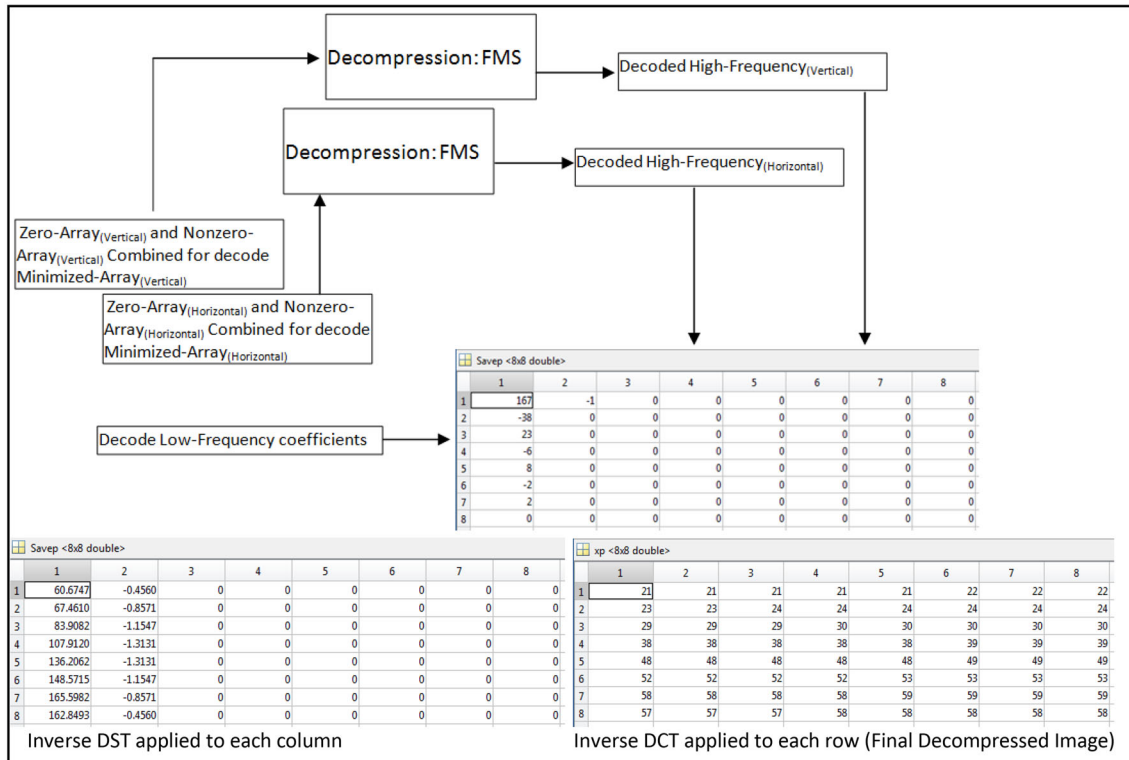 Decompression: FMS
Decoded High-Frequency(Vertical)
Decompression: FMS
Decoded High-Frequency(Horizontal)
Zero-Array(Vertical) and Nonzero-
Array(Vertical) Combined for decode
Minimized-Array(Vertical)
Zero-Array(Horizontal) and Nonzero-
Array(Horizontal) Combined for decode
Minimized-Array(Horizontal)
Decode Low-Frequency coefficients
Savep <8x8 double>
1 2 3 4 5 6 7 8
1 167 -1 0 0 0 0 0 0
2 -38 0 0 0 0 0 0 0
3 23 0 0 0 0 0 0 0
4 -6 0 0 0 0 0 0 0
5 8 0 0 0 0 0 0 0
6 -2 0 0 0 0 0 0 0
7 2 0 0 0 0 0 0 0
8 0 0 0 0 0 0 0 0
Savep <8x8 double>
1 2 3 4 5 6 7 8
1 60.6747 -0.4560 0 0 0 0 0 0
2 67.4610 -0.8571 0 0 0 0 0 0
3 83.9082 -1.1547 0 0 0 0 0 0
4 107.9120 -1.3131 0 0 0 0 0 0
5 136.2062 -1.3131 0 0 0 0 0 0
6 148.5715 -1.1547 0 0 0 0 0 0
7 165.5982 -0.8571 0 0 0 0 0 0
8 162.8493 -0.4560 0 0 0 0 0 0
Inverse DST applied to each column
xp <8x8 double>
1 2 3 4 5 6 7 8
1 21 21 21 21 21 22 22 22
2 23 23 24 24 24 24 24 24
3 29 29 29 30 30 30 30 30
4 38 38 38 38 38 39 39 39
5 48 48 48 48 48 49 49 49
6 52 52 52 52 53 53 53 53
7 58 58 58 58 59 59 59 59
8 57 57 57 58 58 58 58 58
Inverse DCT applied to each row (Final Decompressed Image)